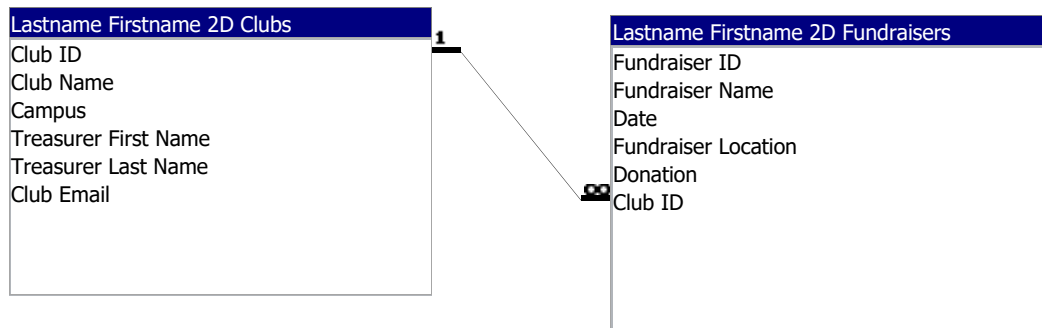 Lastname Firstname 2D Clubs
Club ID
Club Name
Campus
Treasurer First Name
Treasurer Last Name
Club Email
1
∞
Lastname Firstname 2D Fundraisers
Fundraiser ID
Fundraiser Name
Date
Fundraiser Location
Donation
Club ID